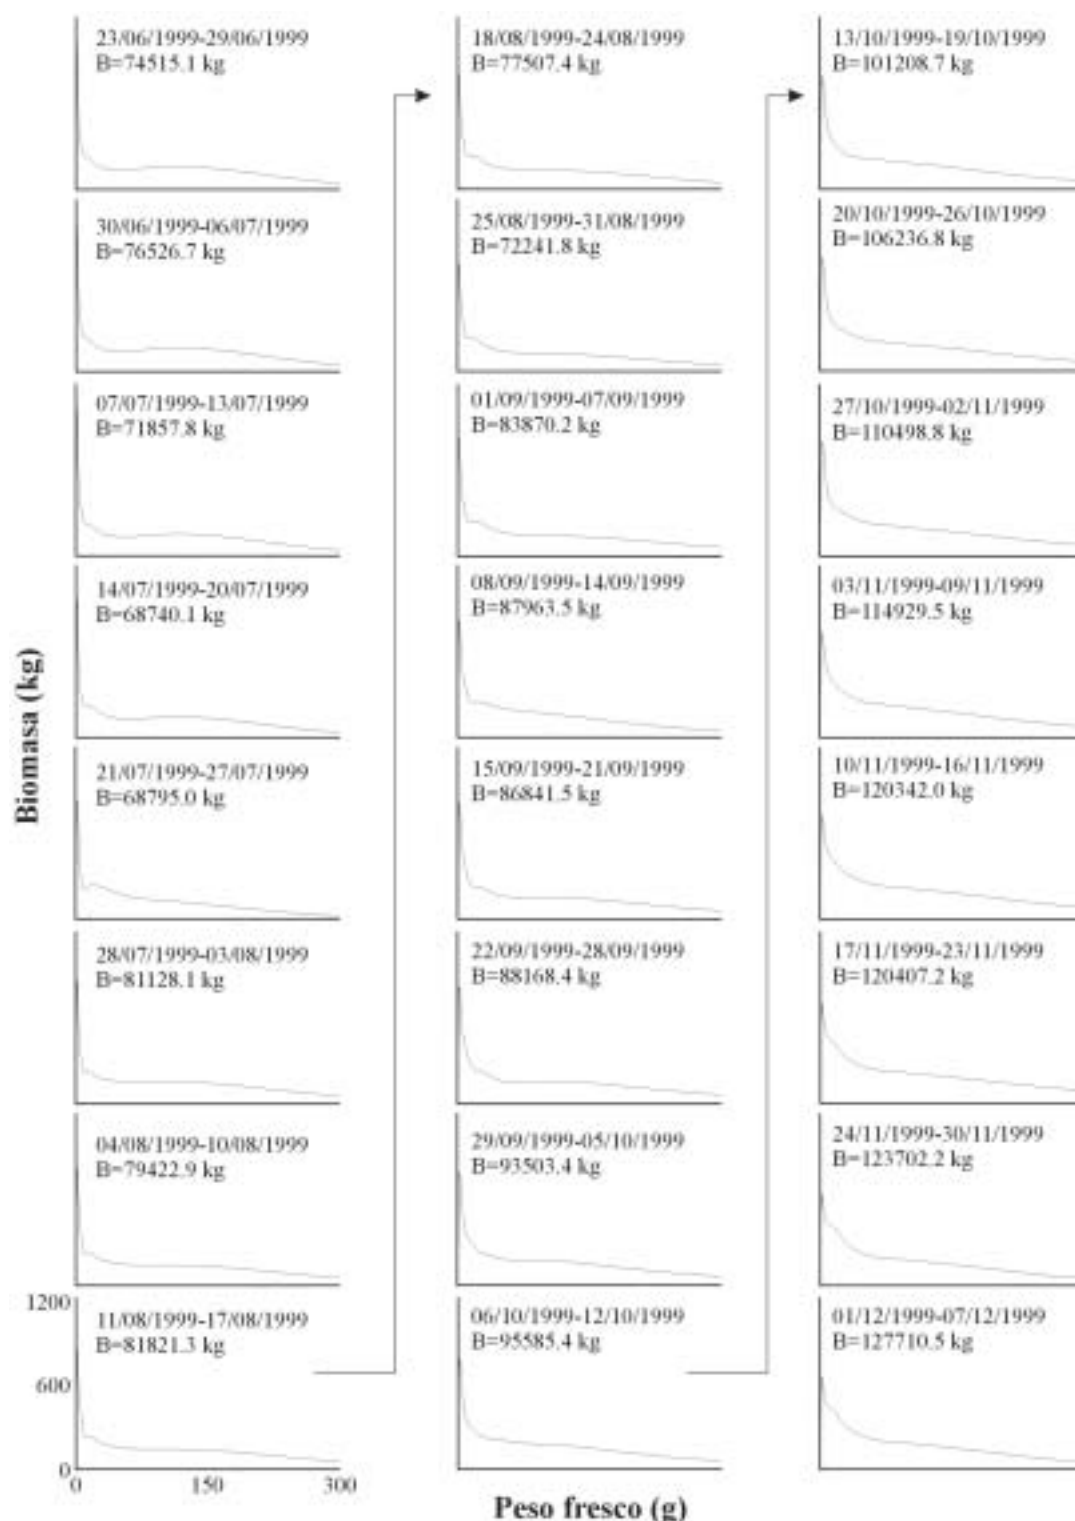 23/06/1999-29/06/1999
B=74515.1 kg
30/06/1999-06/07/1999
B=76526.7 kg
07/07/1999-13/07/1999
B=71857.8 kg
14/07/1999-20/07/1999
B=68740.1 kg
21/07/1999-27/07/1999
B=68795.0 kg
28/07/1999-03/08/1999
B=81128.1 kg
04/08/1999-10/08/1999
B=79422.9 kg
11/08/1999-17/08/1999
B=81821.3 kg
18/08/1999-24/08/1999
B=77507.4 kg
25/08/1999-31/08/1999
B=72241.8 kg
01/09/1999-07/09/1999
B=83870.2 kg
08/09/1999-14/09/1999
B=87963.5 kg
15/09/1999-21/09/1999
B=86841.5 kg
22/09/1999-28/09/1999
B=88168.4 kg
29/09/1999-05/10/1999
B=93503.4 kg
06/10/1999-12/10/1999
B=95585.4 kg
13/10/1999-19/10/1999
B=101208.7 kg
20/10/1999-26/10/1999
B=106236.8 kg
27/10/1999-02/11/1999
B=110498.8 kg
03/11/1999-09/11/1999
B=114929.5 kg
10/11/1999-16/11/1999
B=120342.0 kg
17/11/1999-23/11/1999
B=120407.2 kg
24/11/1999-30/11/1999
B=123702.2 kg
01/12/1999-07/12/1999
B=127710.5 kg
Biomasa (kg)
1200
600
0
0 150 300
Peso fresco (g)